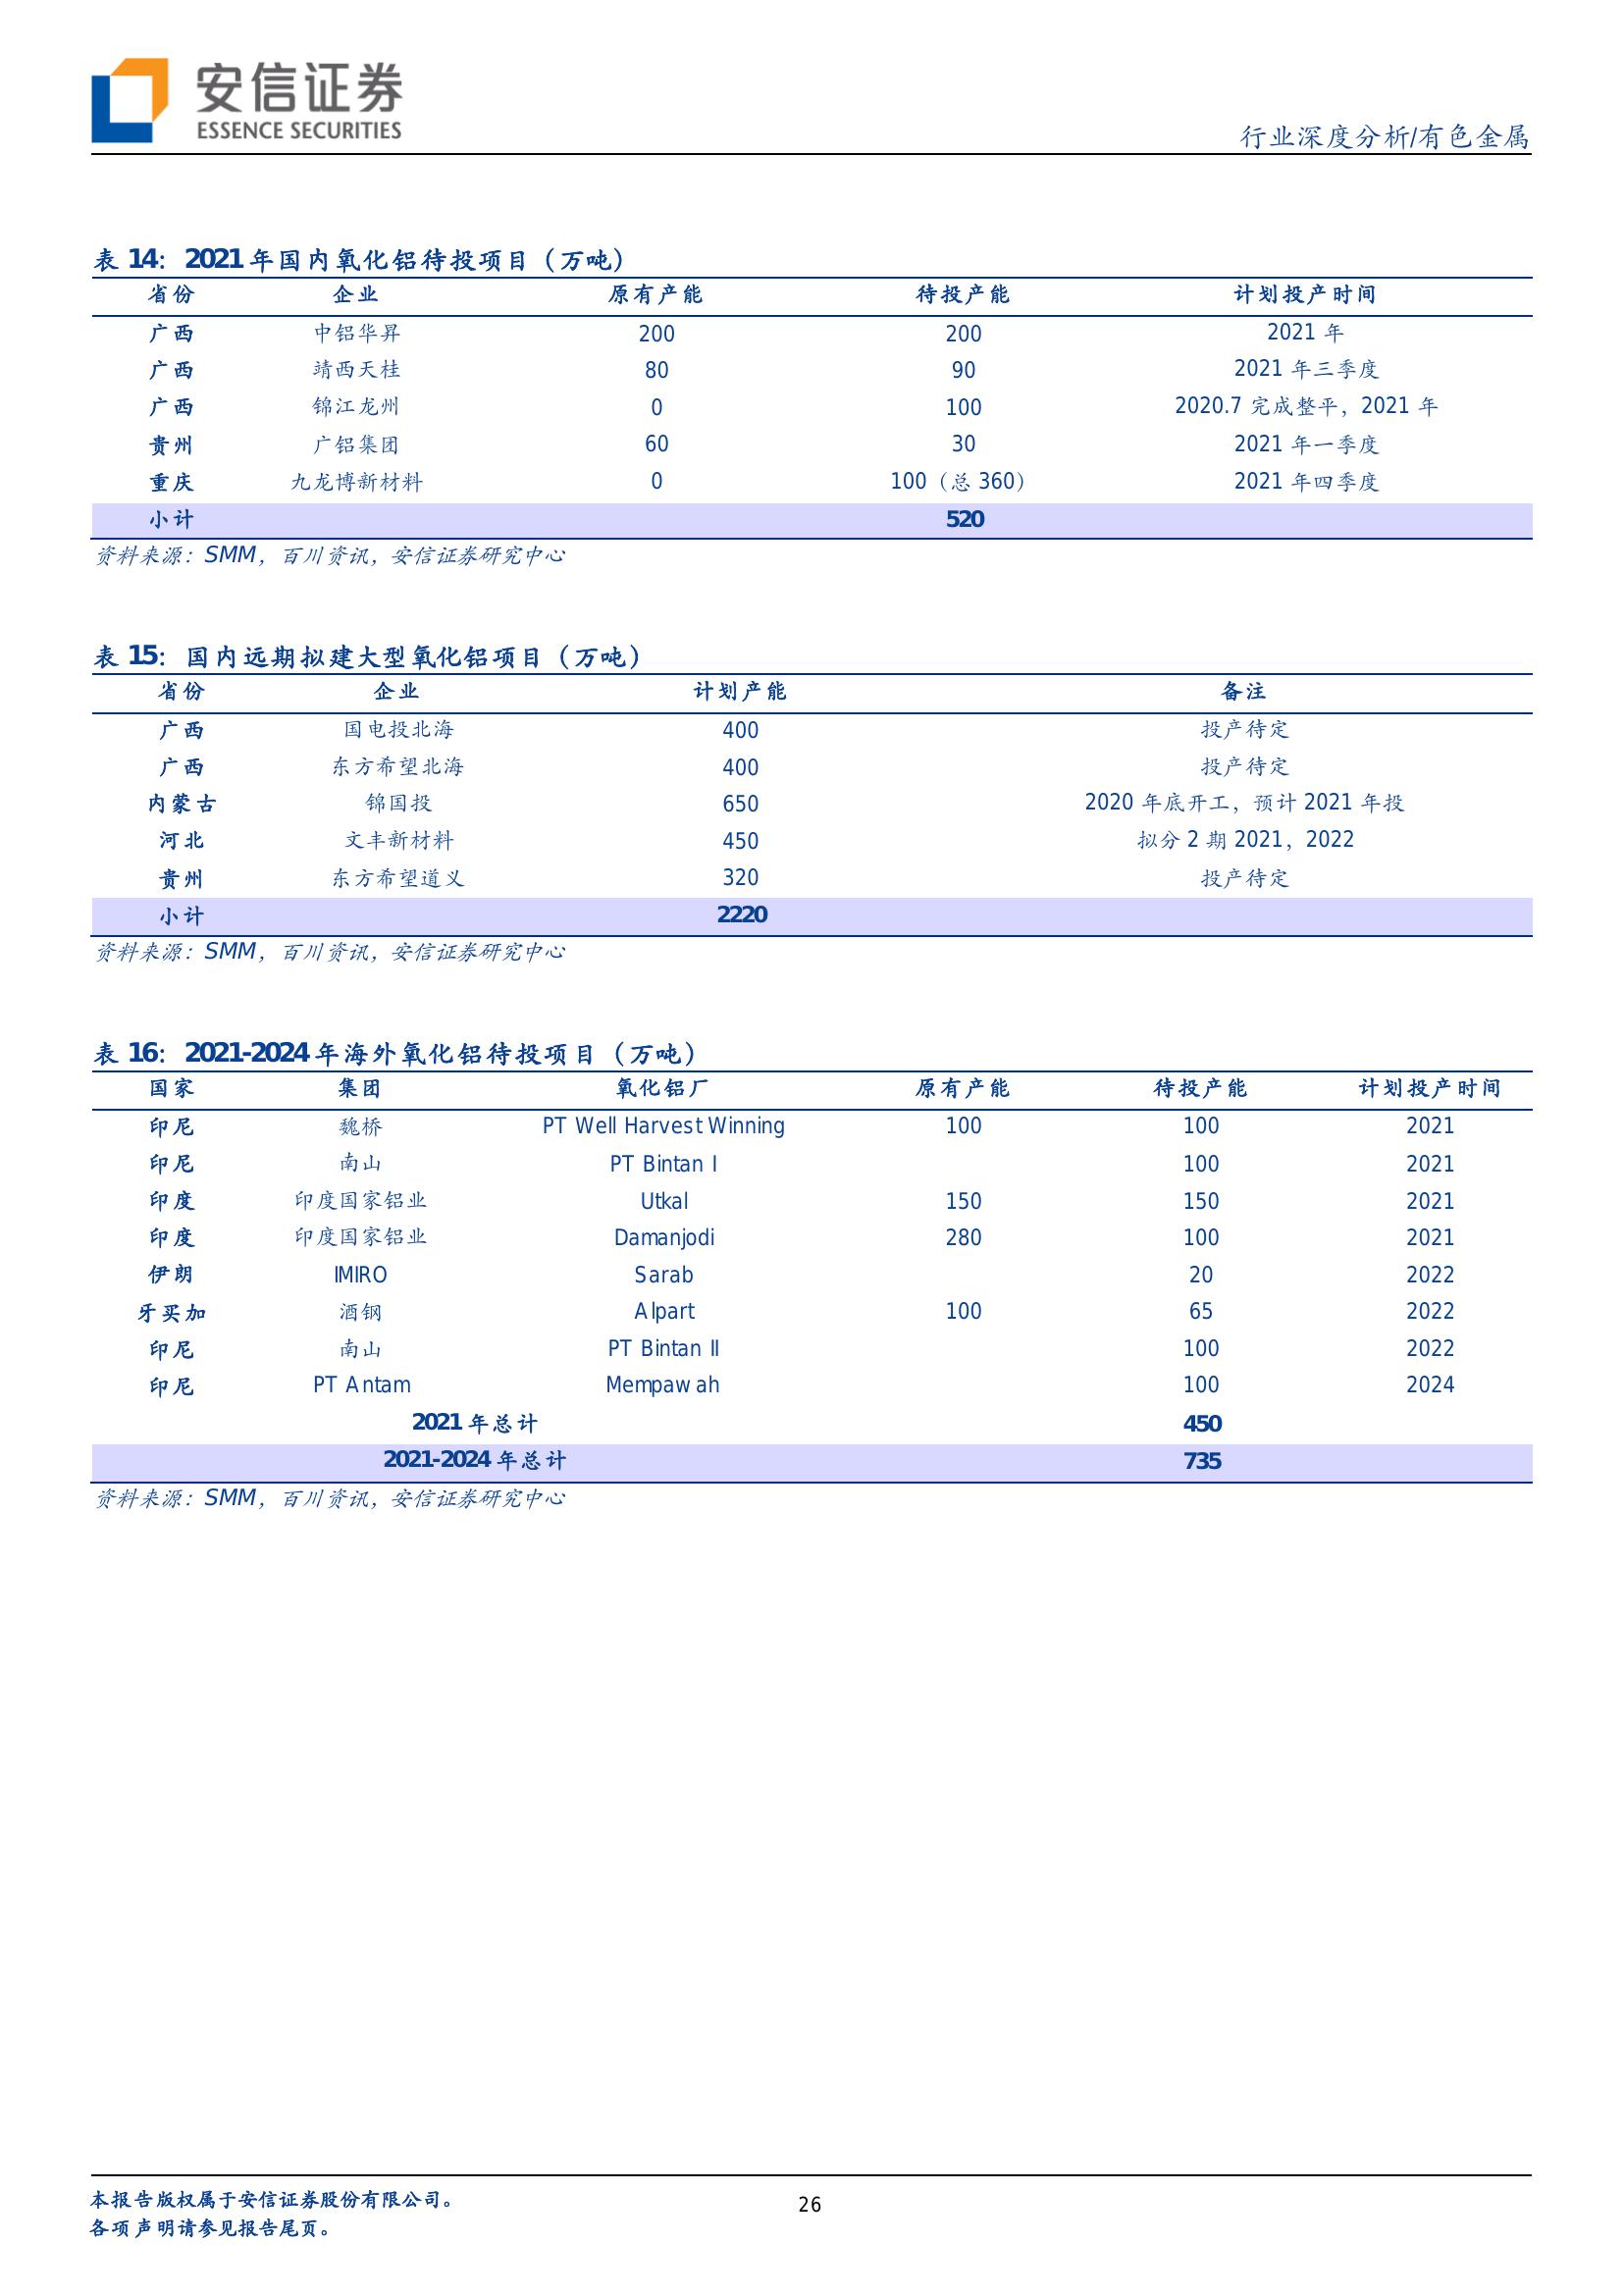 安信证券
ESSENCE SECURITIES
行业深度分析/有色金属
表 14：2021 年国内氧化铝待投项目（万吨）
省份 企业 原有产能 待投产能 计划投产时间
广西 中铝华昇 200 200 2021 年
广西 靖西天桂 80 90 2021 年三季度
广西 锦江龙州 0 100 2020.7 完成整平，2021 年
贵州 广铝集团 60 30 2021 年一季度
重庆 九龙博新材料 0 100（总 360） 2021 年四季度
小计 520
资料来源：SMM，百川资讯，安信证券研究中心
表 15：国内远期拟建大型氧化铝项目（万吨）
省份 企业 计划产能 备注
广西 国电投北海 400 投产待定
广西 东方希望北海 400 投产待定
内蒙古 锦国投 650 2020 年底开工，预计 2021 年投
河北 文丰新材料 450 拟分 2 期 2021，2022
贵州 东方希望道义 320 投产待定
小计 2220
资料来源：SMM，百川资讯，安信证券研究中心
表 16：2021-2024 年海外氧化铝待投项目（万吨）
国家 集团 氧化铝厂 原有产能 待投产能 计划投产时间
印尼 魏桥 PT Well Harvest Winning 100 100 2021
印尼 南山 PT Bintan I 100 2021
印度 印度国家铝业 Utkal 150 150 2021
印度 印度国家铝业 Damanjodi 280 100 2021
伊朗 IMIRO Sarab 20 2022
牙买加 酒钢 Alpart 100 65 2022
印尼 南山 PT Bintan II 100 2022
印尼 PT Antam Mempawah 100 2024
2021 年总计 450
2021-2024 年总计 735
资料来源：SMM，百川资讯，安信证券研究中心
本报告版权属于安信证券股份有限公司。
各项声明请参见报告尾页。
26